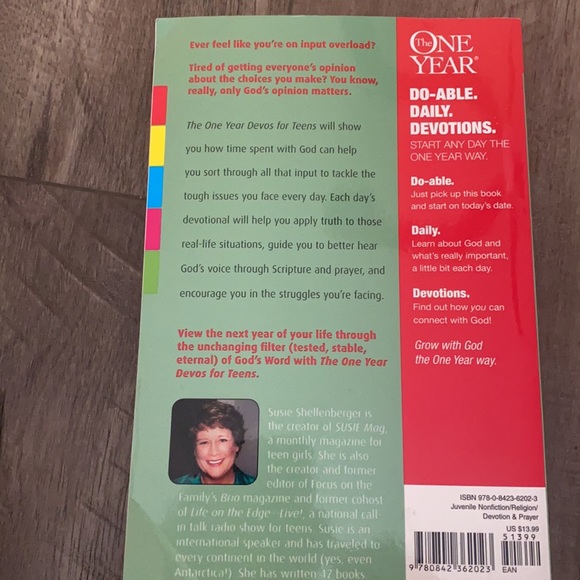 Ever feel like you're on input overload?
Tired of getting everyone's opinion
about the choices you make? You know,
really, only God's opinion matters.
The One Year Devos for Teens will show
you how time spent with God can help
you sort through all that input to tackle the
tough issues you face every day. Each day's
devotional will help you apply truth to those
real-life situations, guide you to better hear
God's voice through Scripture and prayer, and
encourage you in the struggles you're facing.
View the next year of your life through
the unchanging filter (tested, stable,
eternal) of God's Word with The One Year
Devos for Teens.
Susie Shellenberger is
the creator of SUSIE Mag,
a monthly magazine for
teen girls. She is also
the creator and former
editor of Focus on the
Family's Brio magazine and former cohost
of Life on the Edge—Live!, a national call-
in talk radio show for teens. Susie is an
international speaker and has traveled to
every continent in the world (yes, even
Antarctica!). She has written 47 books
The ONE
YEAR®
DO-ABLE.
DAILY.
DEVOTIONS.
START ANY DAY THE
ONE YEAR WAY.
Do-able.
Just pick up this book
and start on today's date.
Daily.
Learn about God and
what's really important,
a little bit each day.
Devotions.
Find out how you can
connect with God!
Grow with God
the One Year way.
ISBN 978-0-8423-6202-3
Juvenile Nonfiction/Religion/
Devotion & Prayer
US $13.99
51399
9 780842 362023
EAN